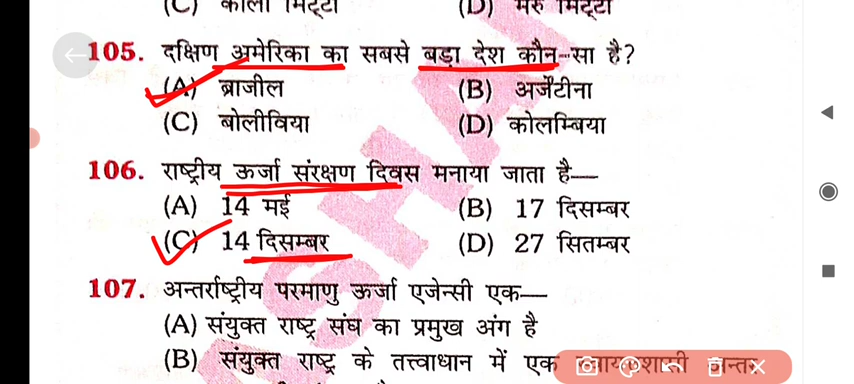 (C) काली मिट्टी (D) मरु मिट्टी
105. दक्षिण अमेरिका का सबसे बड़ा देश कौन-सा है?
(A) ब्राजील (B) अर्जेंटीना
(C) बोलीविया (D) कोलम्बिया
106. राष्ट्रीय ऊर्जा संरक्षण दिवस मनाया जाता है—
(A) 14 मई (B) 17 दिसम्बर
(C) 14 दिसम्बर (D) 27 सितम्बर
107. अन्तर्राष्ट्रीय परमाणु ऊर्जा एजेन्सी एक—
(A) संयुक्त राष्ट्र संघ का प्रमुख अंग है
(B) संयुक्त राष्ट्र के तत्त्वाधान में एक